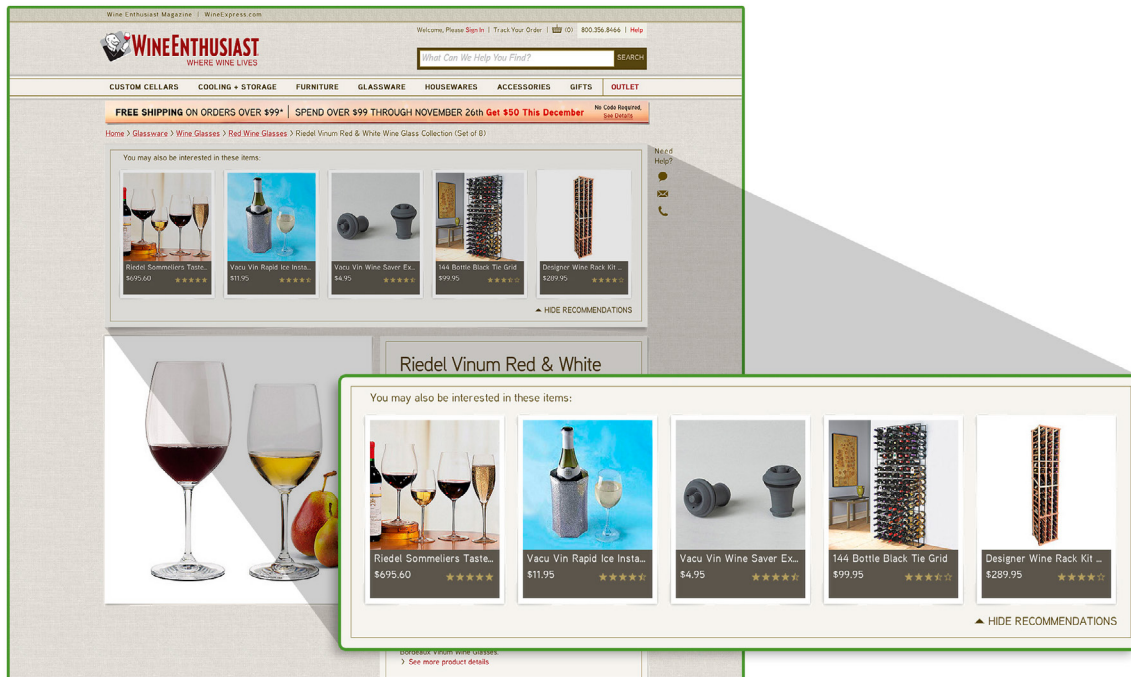 Wine Enthusiast Magazine | WineExpress.com
Welcome, Please Sign In | Track Your Order | (0) 800.356.8466 | Help
WINEENTHUSIAST
WHERE WINE LIVES
What Can We Help You Find? SEARCH
CUSTOM CELLARS COOLING + STORAGE FURNITURE GLASSWARE HOUSEWARES ACCESSORIES GIFTS OUTLET
FREE SHIPPING ON ORDERS OVER $99* | SPEND OVER $99 THROUGH NOVEMBER 26th Get $50 This December
No Code Required,
See Details
Home > Glassware > Wine Glasses > Red Wine Glasses > Riedel Vinum Red & White Wine Glass Collection (Set of 8)
Need
Help?
You may also be interested in these items:
Riedel Sommeliers Taste... Vacu Vin Rapid Ice Insta... Vacu Vin Wine Saver Ex... 144 Bottle Black Tie Grid Designer Wine Rack Kit ...
$695.60 $11.95 $4.95 $99.95 $289.95
HIDE RECOMMENDATIONS
Riedel Vinum Red & White
You may also be interested in these items:
Riedel Sommeliers Taste... Vacu Vin Rapid Ice Insta... Vacu Vin Wine Saver Ex... 144 Bottle Black Tie Grid Designer Wine Rack Kit ...
$695.60 $11.95 $4.95 $99.95 $289.95
HIDE RECOMMENDATIONS
Bordeaux Vinum Wine Glasses.
> See more product details